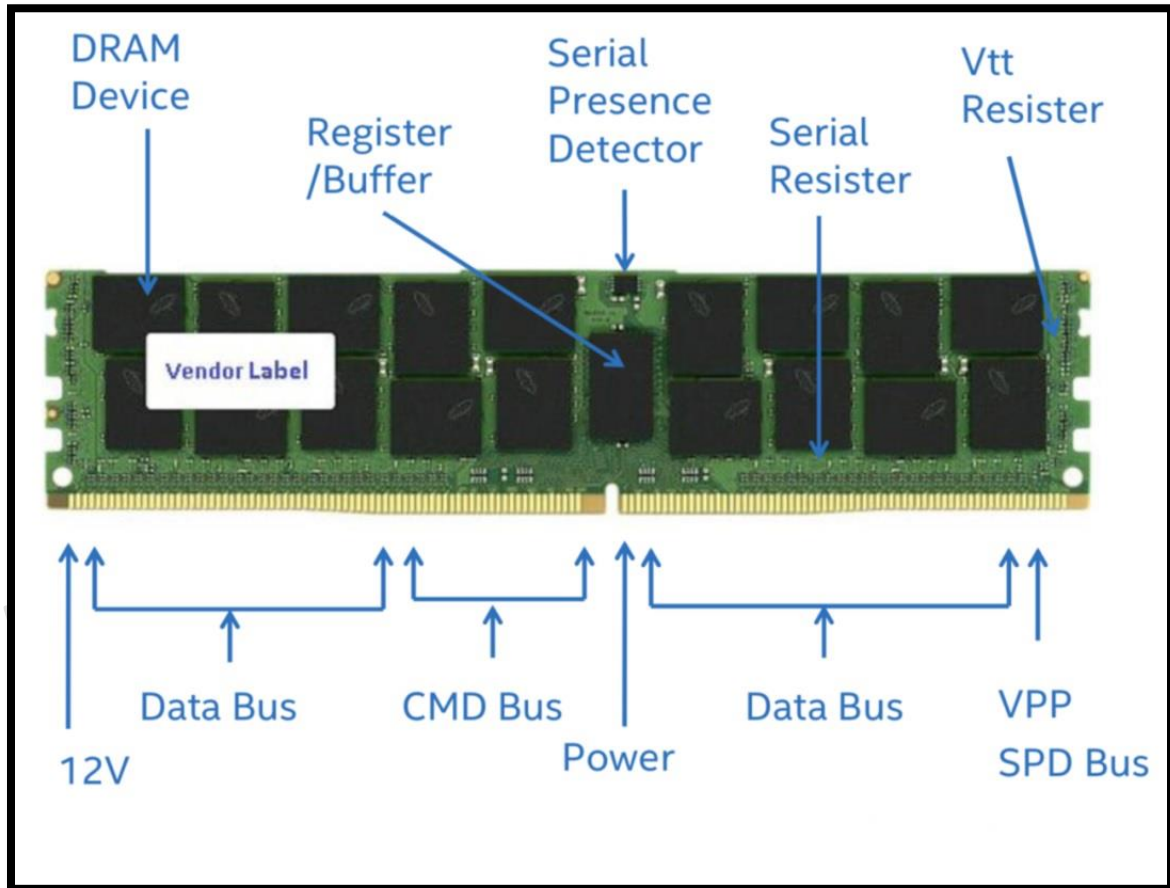 DRAM
Device
Register
/Buffer
Serial
Presence
Detector
Serial
Resister
Vtt
Resister
Vendor Label
Data Bus
CMD Bus
Data Bus
VPP
12V
Power
SPD Bus